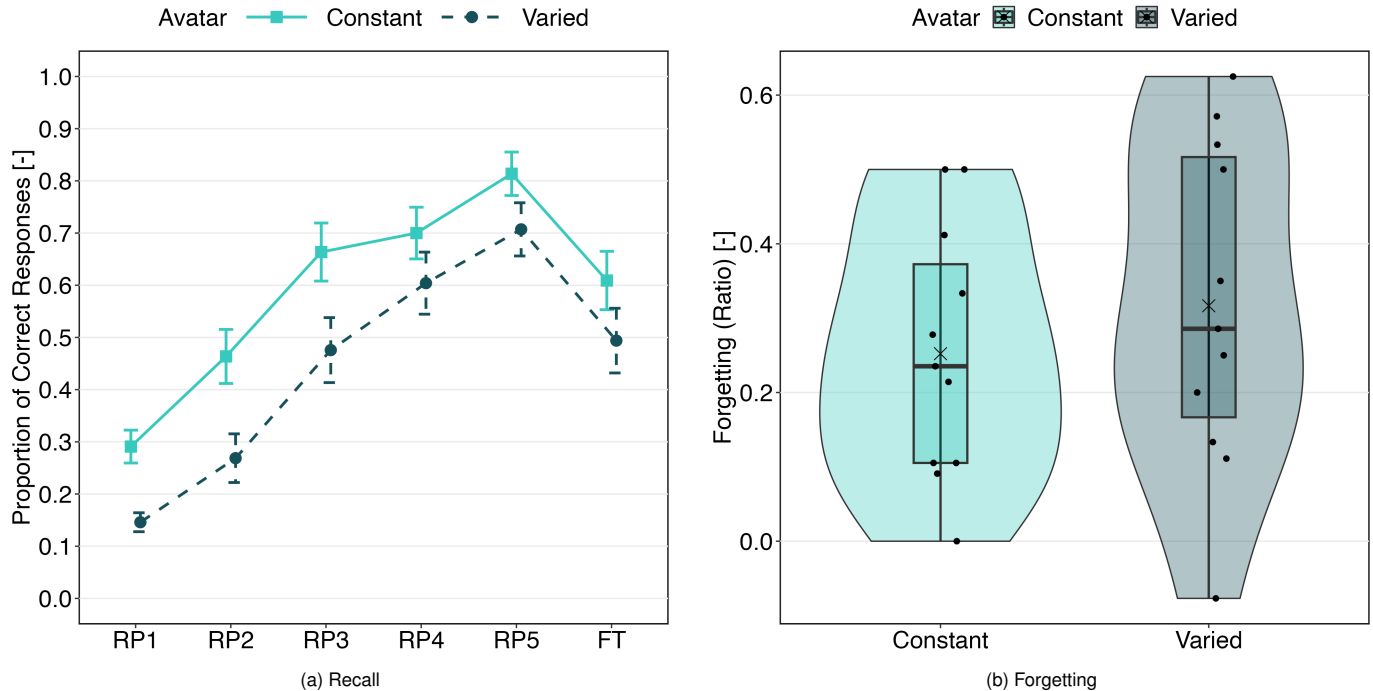 Avatar Constant Varied
Proportion of Correct Responses [-]
1.0
0.9
0.8
0.7
0.6
0.5
0.4
0.3
0.2
0.1
0.0
RP1 RP2 RP3 RP4 RP5 FT
(a) Recall
Avatar Constant Varied
Forgetting (Ratio) [-]
0.6
0.4
0.2
0.0
Constant Varied
(b) Forgetting